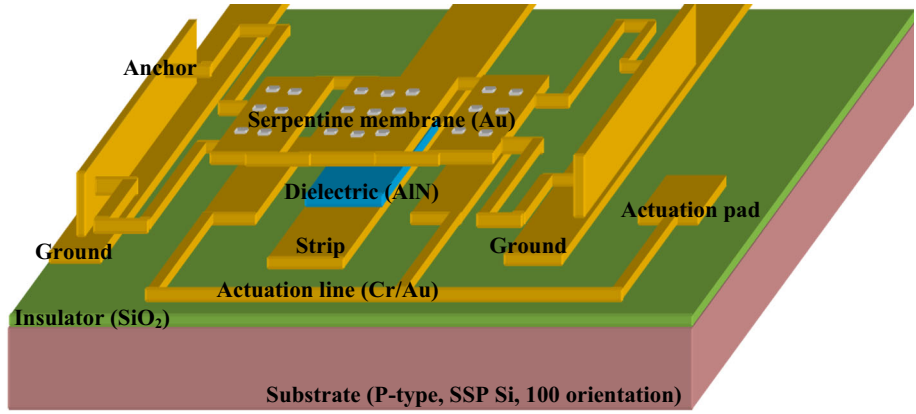 Anchor
Serpentine membrane (Au)
Dielectric (AlN)
Actuation pad
Ground
Strip
Ground
Actuation line (Cr/Au)
Insulator (SiO₂)
Substrate (P-type, SSP Si, 100 orientation)